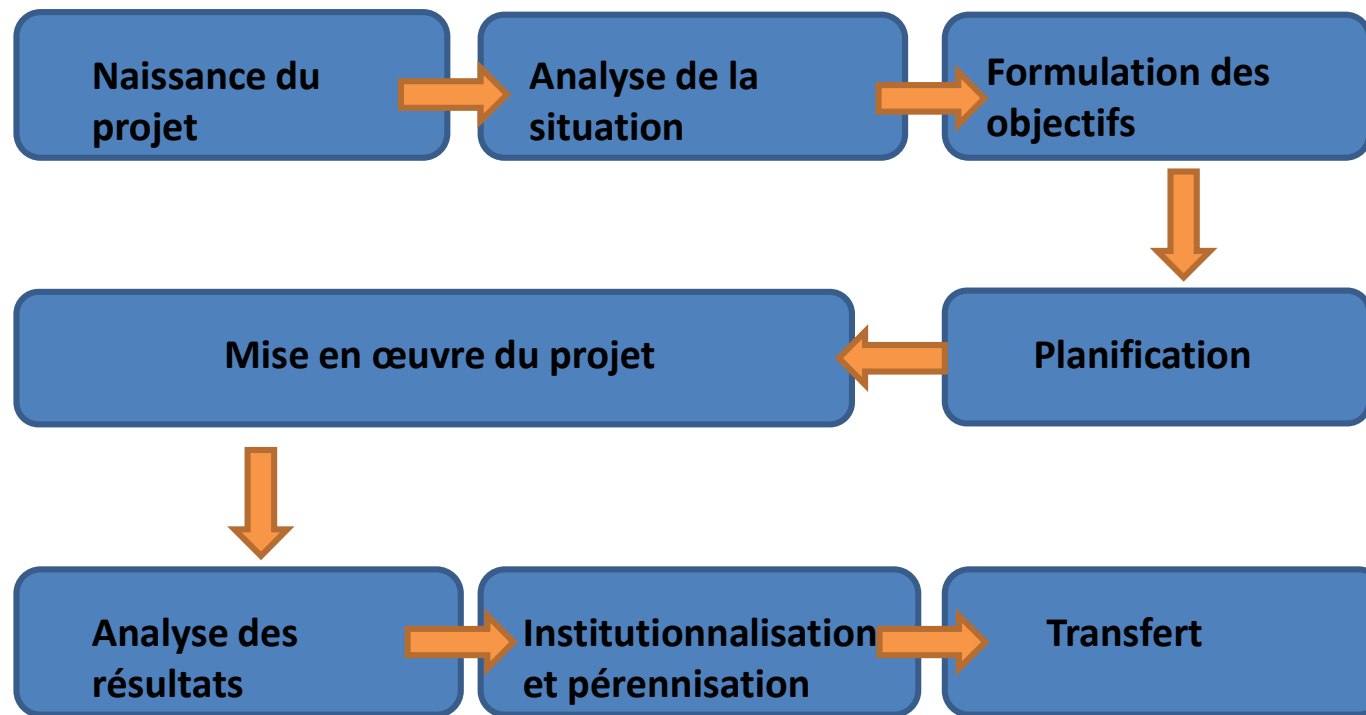 Naissance du
projet
Analyse de la
situation
Formulation des
objectifs
Mise en œuvre du projet
Planification
Analyse des
résultats
Institutionnalisation
et pérennisation
Transfert